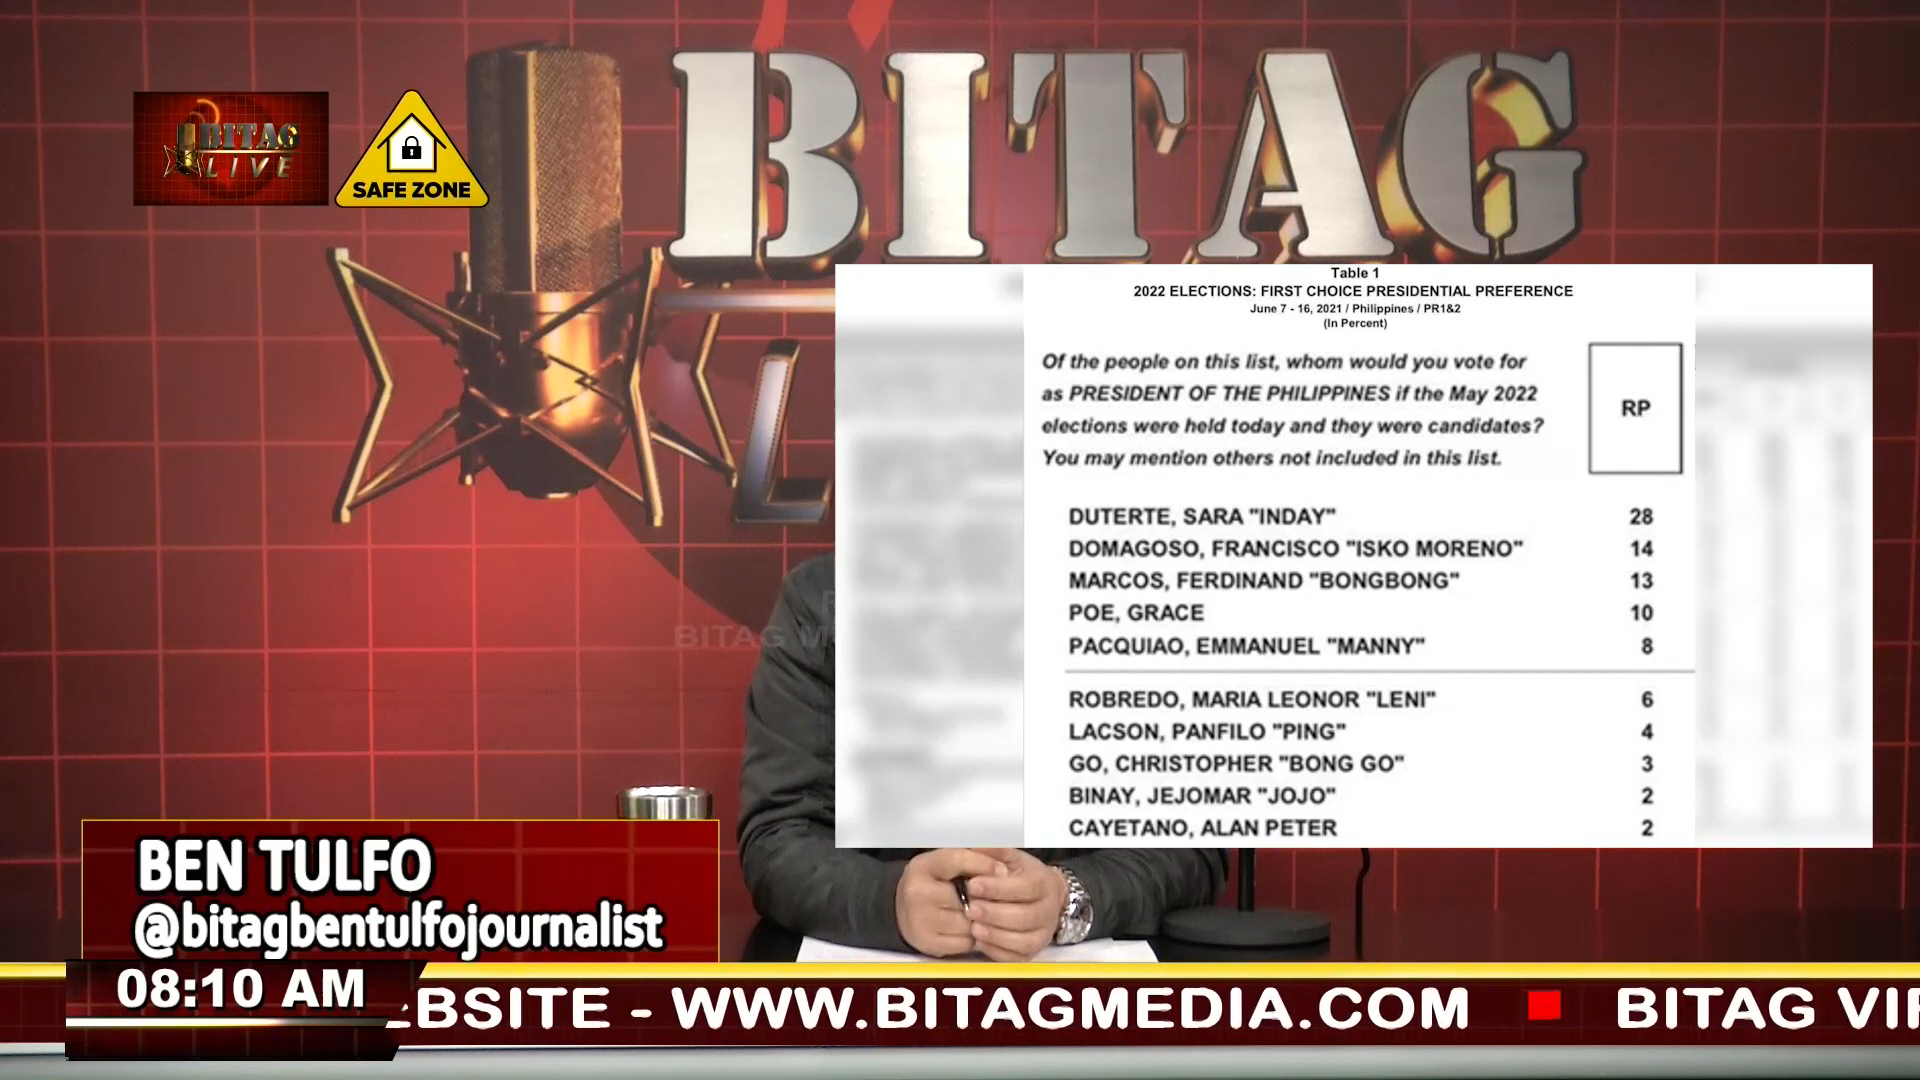 BITAG
BITAG
LIVE
SAFE ZONE
L
Table 1
2022 ELECTIONS: FIRST CHOICE PRESIDENTIAL PREFERENCE
June 7 - 16, 2021 / Philippines / PR1&2
(In Percent)
Of the people on this list, whom would you vote for
as PRESIDENT OF THE PHILIPPINES if the May 2022
elections were held today and they were candidates?
You may mention others not included in this list.
RP
DUTERTE, SARA "INDAY" 28
DOMAGOSO, FRANCISCO "ISKO MORENO" 14
MARCOS, FERDINAND "BONGBONG" 13
POE, GRACE 10
PACQUIAO, EMMANUEL "MANNY" 8
ROBREDO, MARIA LEONOR "LENI" 6
LACSON, PANFILO "PING" 4
GO, CHRISTOPHER "BONG GO" 3
BINAY, JEJOMAR "JOJO" 2
CAYETANO, ALAN PETER 2
BITAG M
BEN TULFO
@bitagbentulfojournalist
08:10 AM
EBSITE - WWW.BITAGMEDIA.COM BITAG VIP